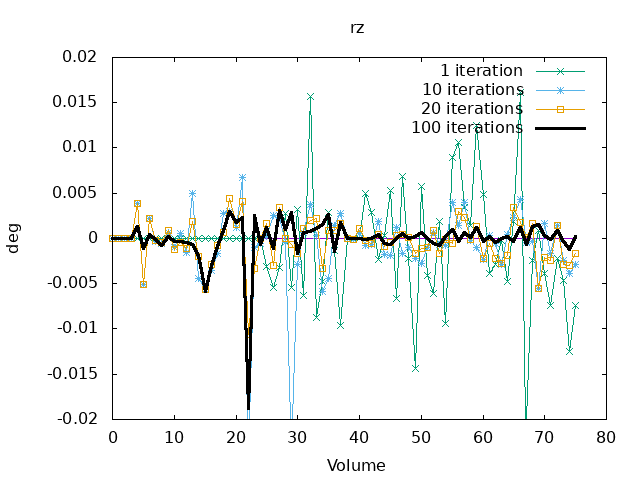 rz
0.02
0.015
0.01
0.005
0
-0.005
-0.01
-0.015
-0.02
deg
1 iteration
10 iterations
20 iterations
100 iterations
0 10 20 30 40 50 60 70 80
Volume